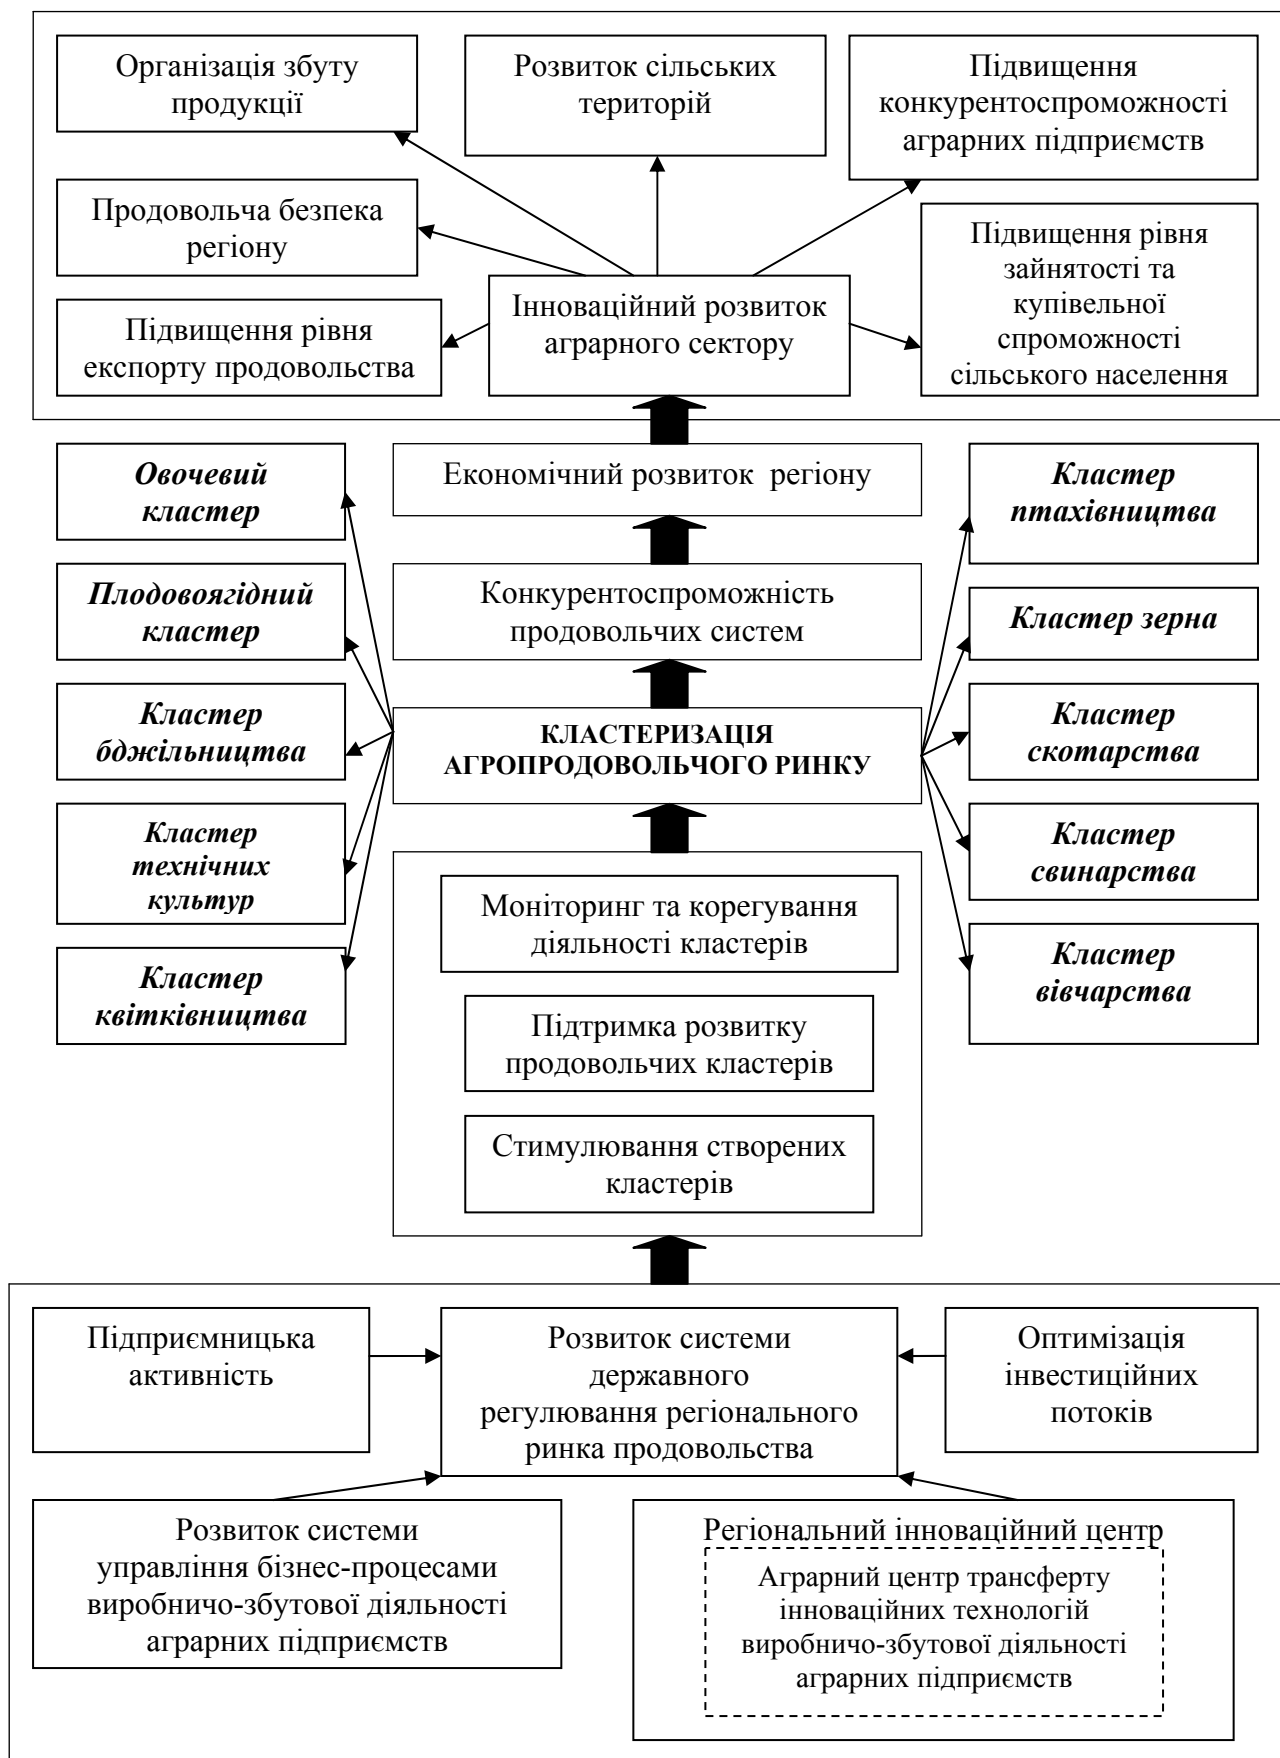 Організація збуту
продукції
Розвиток сільських
територій
Підвищення
конкурентоспроможності
аграрних підприємств
Продовольча безпека
регіону
Підвищення рівня
зайнятості та
купівельної
спроможності
сільського населення
Підвищення рівня
експорту продовольства
Інноваційний розвиток
аграрного сектору
Овочевий
кластер
Економічний розвиток  регіону
Кластер
птахівництва
Плодовоягідний
кластер
Конкурентоспроможність
продовольчих систем
Кластер зерна
Кластер
бджільництва
КЛАСТЕРИЗАЦІЯ
АГРОПРОДОВОЛЬЧОГО РИНКУ
Кластер
скотарства
Кластер
технічних
культур
Кластер
свинарства
Моніторинг та корегування
діяльності кластерів
Кластер
квітківництва
Кластер
вівчарства
Підтримка розвитку
продовольчих кластерів
Стимулювання створених
кластерів
Підприємницька
активність
Розвиток системи
державного
регулювання регіонального
ринка продовольства
Оптимізація
інвестиційних
потоків
Розвиток системи
управління бізнес-процесами
виробничо-збутової діяльності
аграрних підприємств
Регіональний інноваційний центр
Аграрний центр трансферту
інноваційних технологій
виробничо-збутової діяльності
аграрних підприємств